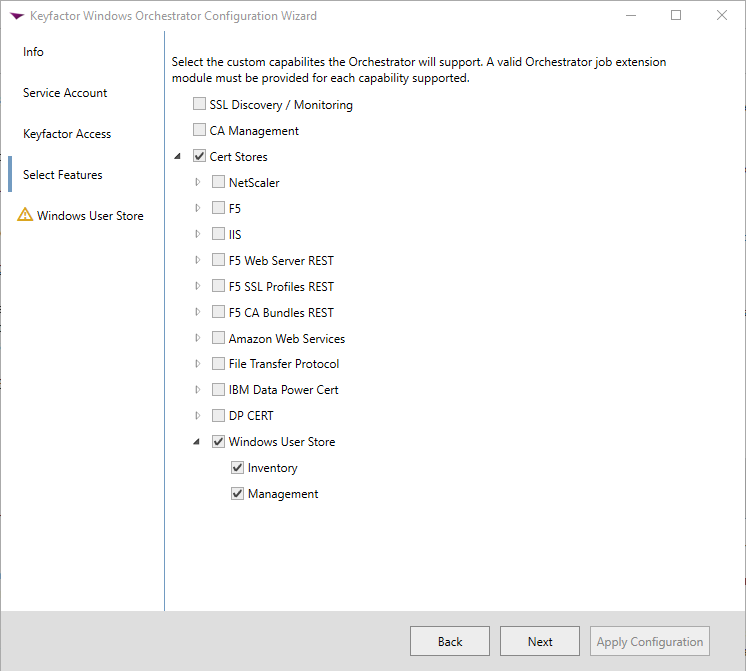 Keyfactor Windows Orchestrator Configuration Wizard
Info
Service Account
Keyfactor Access
Select Features
Windows User Store
Select the custom capabilites the Orchestrator will support. A valid Orchestrator job extension
module must be provided for each capability supported.
SSL Discovery / Monitoring
CA Management
Cert Stores
NetScaler
F5
IIS
F5 Web Server REST
F5 SSL Profiles REST
F5 CA Bundles REST
Amazon Web Services
File Transfer Protocol
IBM Data Power Cert
DP CERT
Windows User Store
Inventory
Management
Back
Next
Apply Configuration